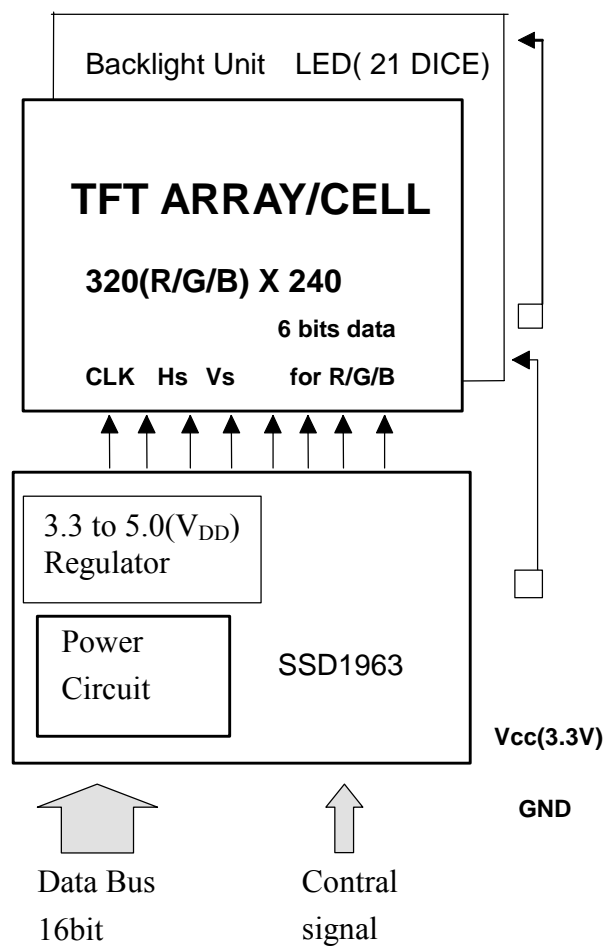 Backlight Unit LED( 21 DICE)
TFT ARRAY/CELL
320(R/G/B) X 240
6 bits data
CLK Hs Vs for R/G/B
3.3 to 5.0(VDD)
Regulator
Power
Circuit
SSD1963
Vcc(3.3V)
GND
Data Bus
16bit
Contral
signal